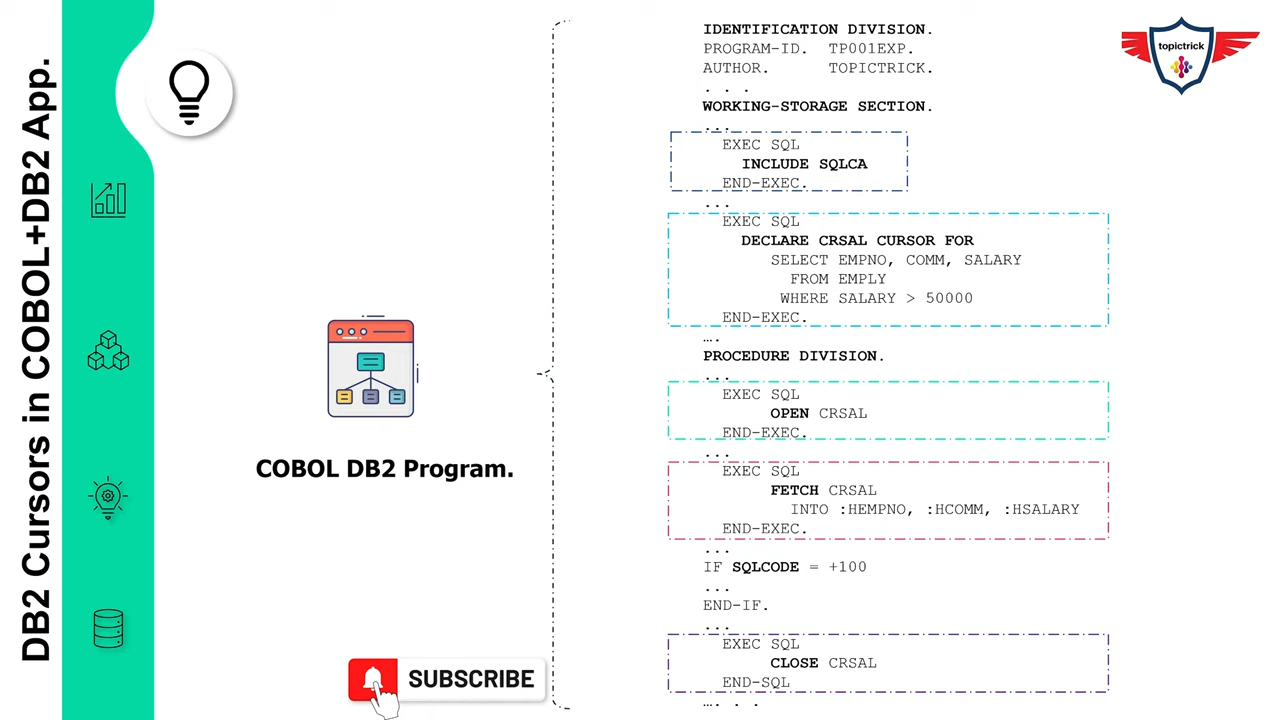 DB2 Cursors in COBOL+DB2 App.
COBOL DB2 Program.
SUBSCRIBE
IDENTIFICATION DIVISION.
PROGRAM-ID. TP001EXP.
AUTHOR. TOPICTRICK.
. . .
WORKING-STORAGE SECTION.
...
EXEC SQL
INCLUDE SQLCA
END-EXEC.
...
EXEC SQL
DECLARE CRSAL CURSOR FOR
SELECT EMPNO, COMM, SALARY
FROM EMPLY
WHERE SALARY > 50000
END-EXEC.
….
PROCEDURE DIVISION.
...
EXEC SQL
OPEN CRSAL
END-EXEC.
...
EXEC SQL
FETCH CRSAL
INTO :HEMPNO, :HCOMM, :HSALARY
END-EXEC.
...
IF SQLCODE = +100
...
END-IF.
...
EXEC SQL
CLOSE CRSAL
END-SQL
…. . .
topictrick